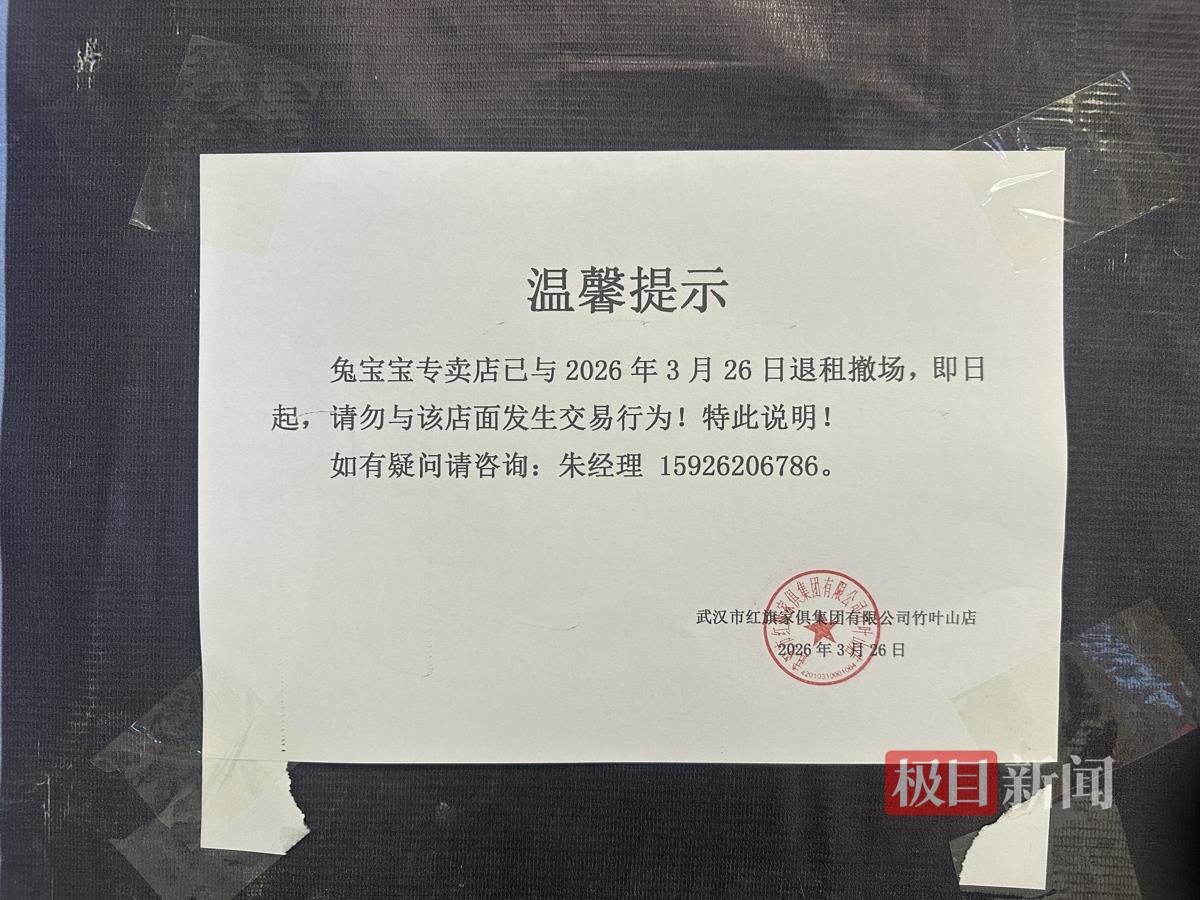 温馨提示
兔宝宝专卖店已与 2026 年 3 月 26 日退租撤场，即日
起，请勿与该店面发生交易行为！特此说明！
如有疑问请咨询：朱经理 15926206786。
武汉市红旗家俱集团有限公司竹叶山店
2026 年 3 月 26 日
42010310001064
极目新闻